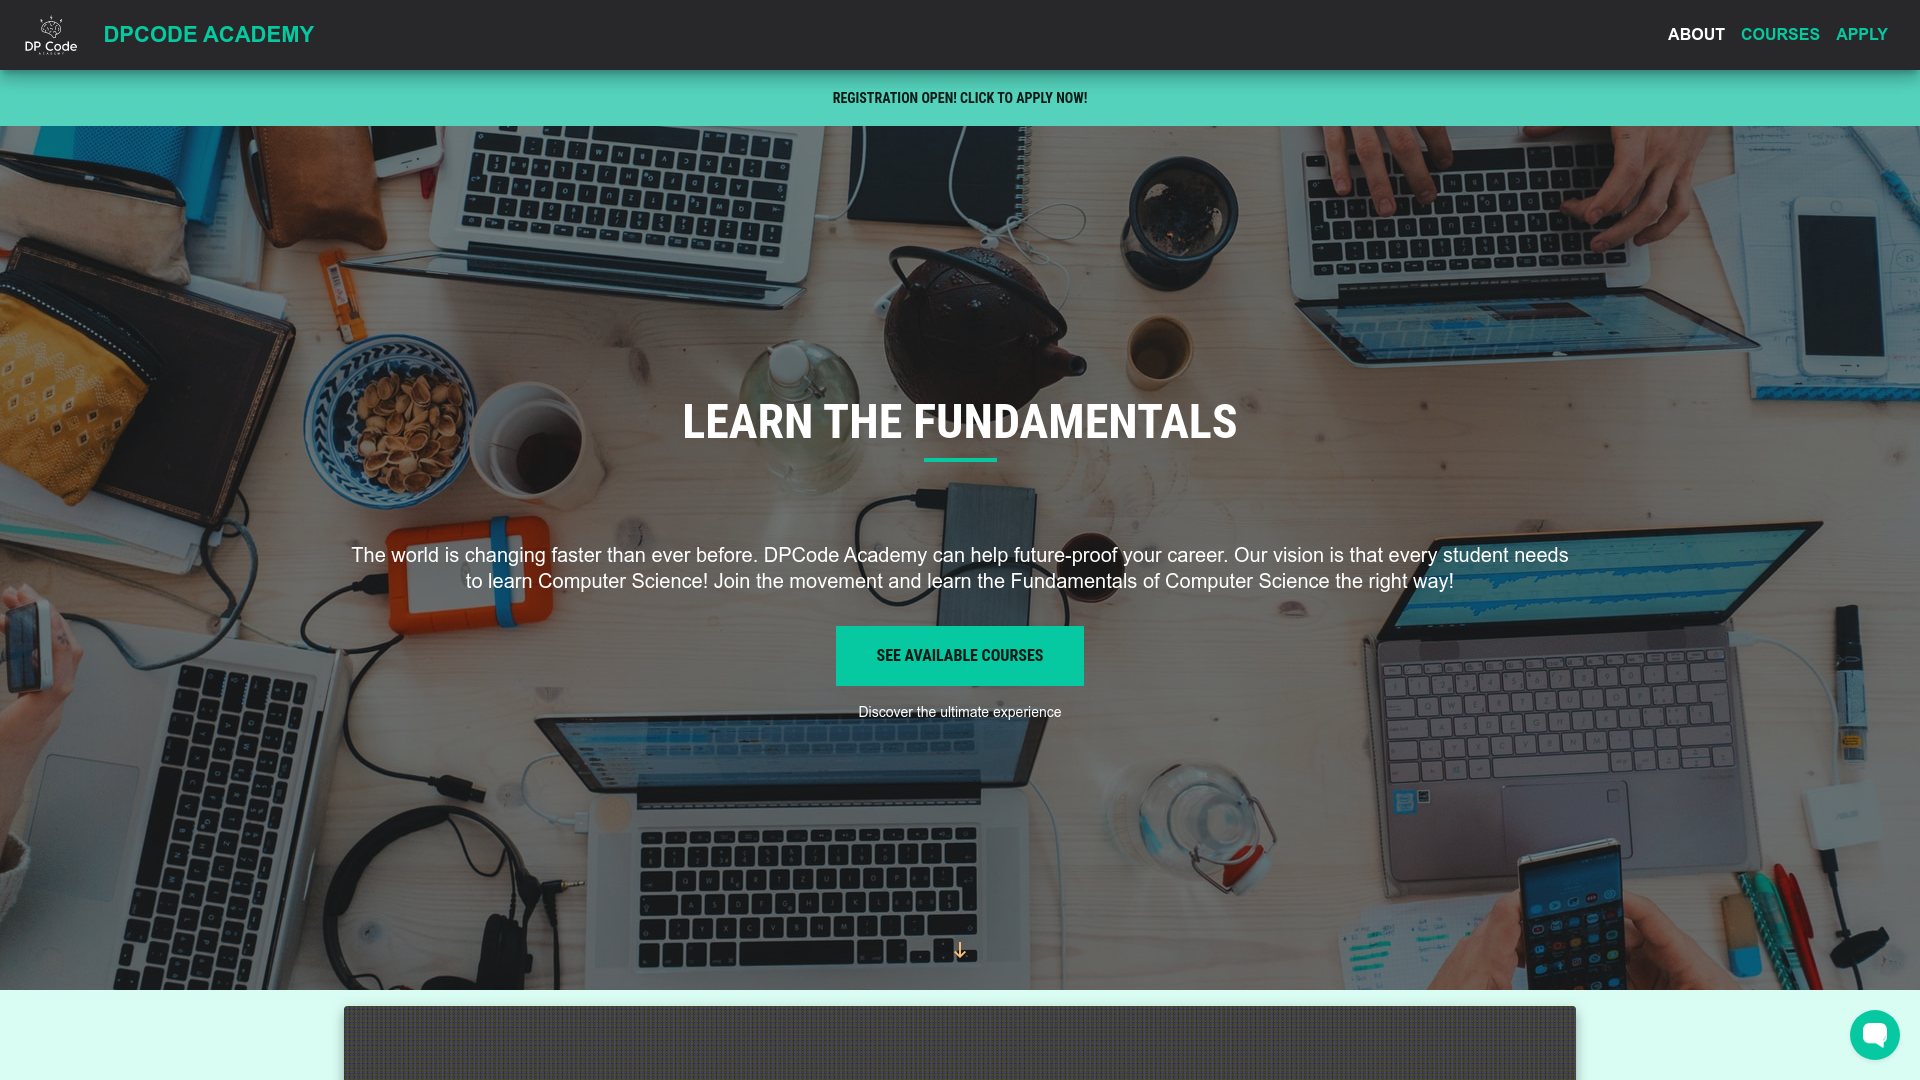 DP Code
ACADEMY
DPCODE ACADEMY
ABOUT
COURSES
APPLY
REGISTRATION OPEN! CLICK TO APPLY NOW!
LEARN THE FUNDAMENTALS
The world is changing faster than ever before. DPCode Academy can help future-proof your career. Our vision is that every student needs
to learn Computer Science! Join the movement and learn the Fundamentals of Computer Science the right way!
SEE AVAILABLE COURSES
Discover the ultimate experience